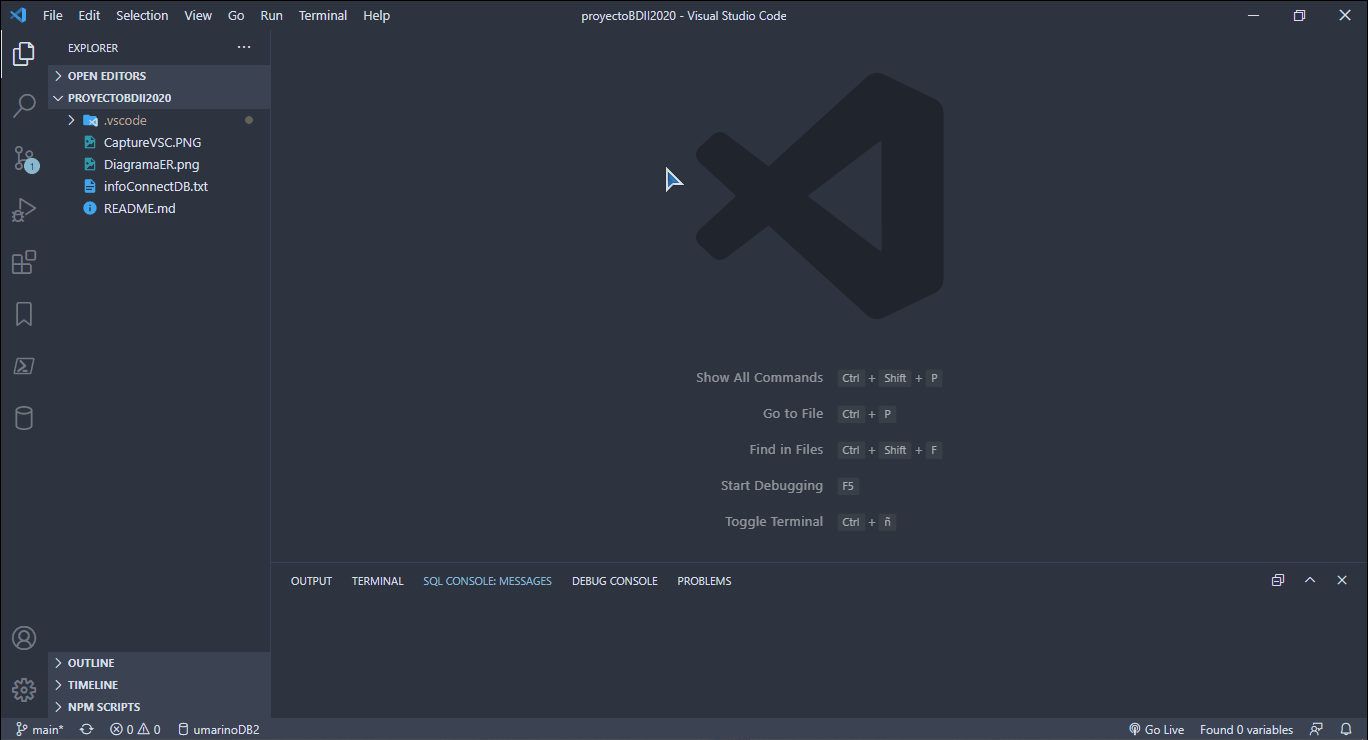 File Edit Selection View Go Run Terminal Help proyectoBDII2020 - Visual Studio Code
EXPLORER
OPEN EDITORS
PROYECTOBDII2020
.vscode
CaptureVSC.PNG
DiagramaER.png
infoConnectDB.txt
README.md
1
Show All Commands Ctrl + Shift + P
Go to File Ctrl + P
Find in Files Ctrl + Shift + F
Start Debugging F5
Toggle Terminal Ctrl + ñ
OUTPUT TERMINAL SQL CONSOLE: MESSAGES DEBUG CONSOLE PROBLEMS
OUTLINE
TIMELINE
NPM SCRIPTS
main* 0 0 umarinoDB2 Go Live Found 0 variables